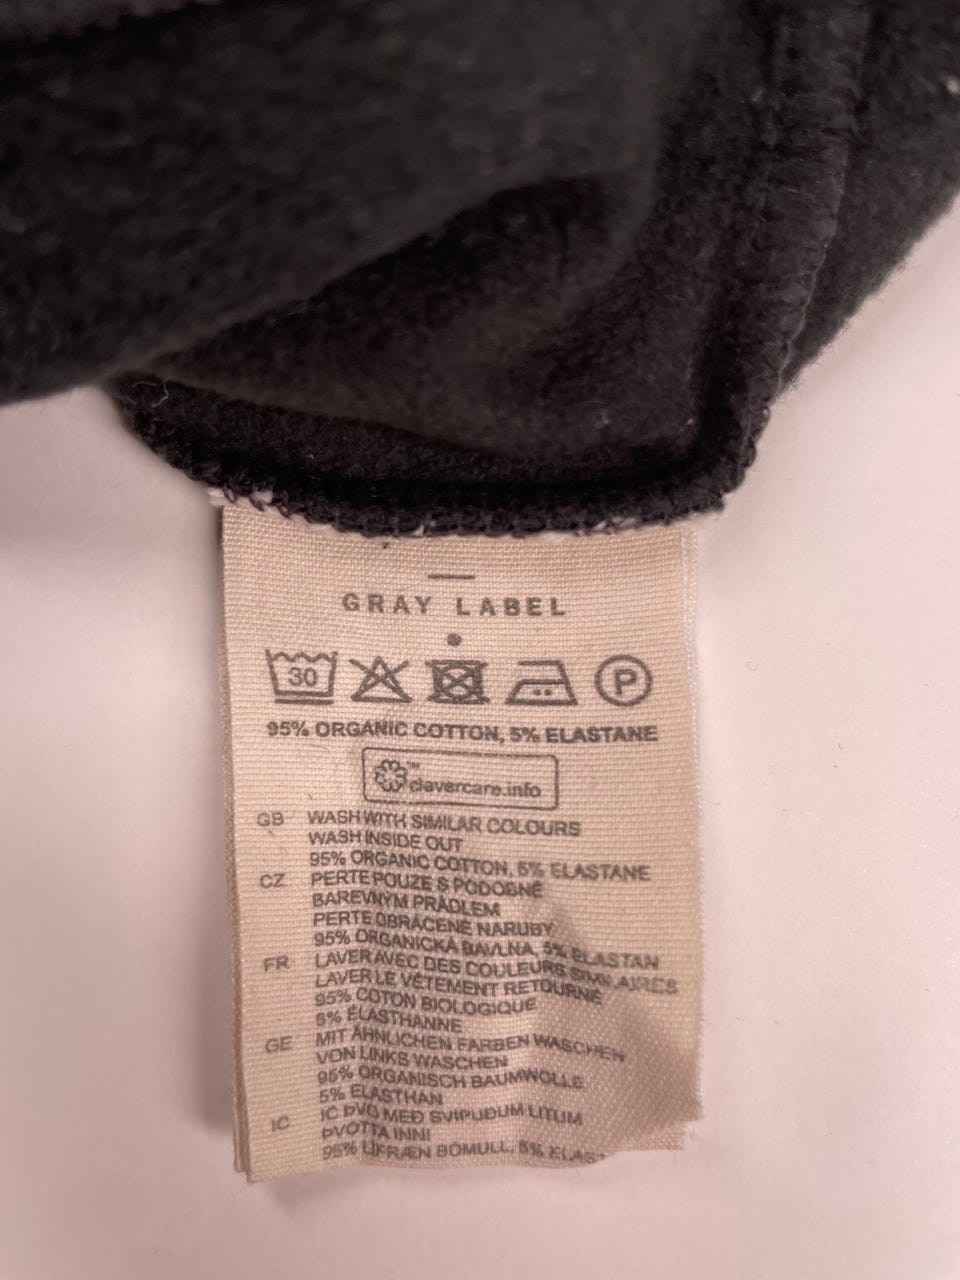 GRAY LABEL
30 P
95% ORGANIC COTTON, 5% ELASTANE
™
clevercare.info
GB WASH WITH SIMILAR COLOURS
WASH INSIDE OUT
95% ORGANIC COTTON, 5% ELASTANE
CZ PERTE POUZE S PODOBNĚ
BAREVNÝM PRÁDLEM
PERTE OBRÁCENÉ NARUBY
95% ORGANICKÁ BAVLNA, 5% ELASTAN
FR LAVER AVEC DES COULEURS SIMILAIRES
LAVER LE VÊTEMENT RETOURNÉ
95% COTON BIOLOGIQUE
5% ÉLASTHANNE
GE MIT ÄHNLICHEN FARBEN WASCHEN
VON LINKS WASCHEN
95% ORGANISCH BAUMWOLLE
5% ELASTHAN
IC ÞVO MEÐ SVIPUÐUM LITUM
IC ÞVOTTA INNI
95% LÍFRÆN BÓMULL, 5%